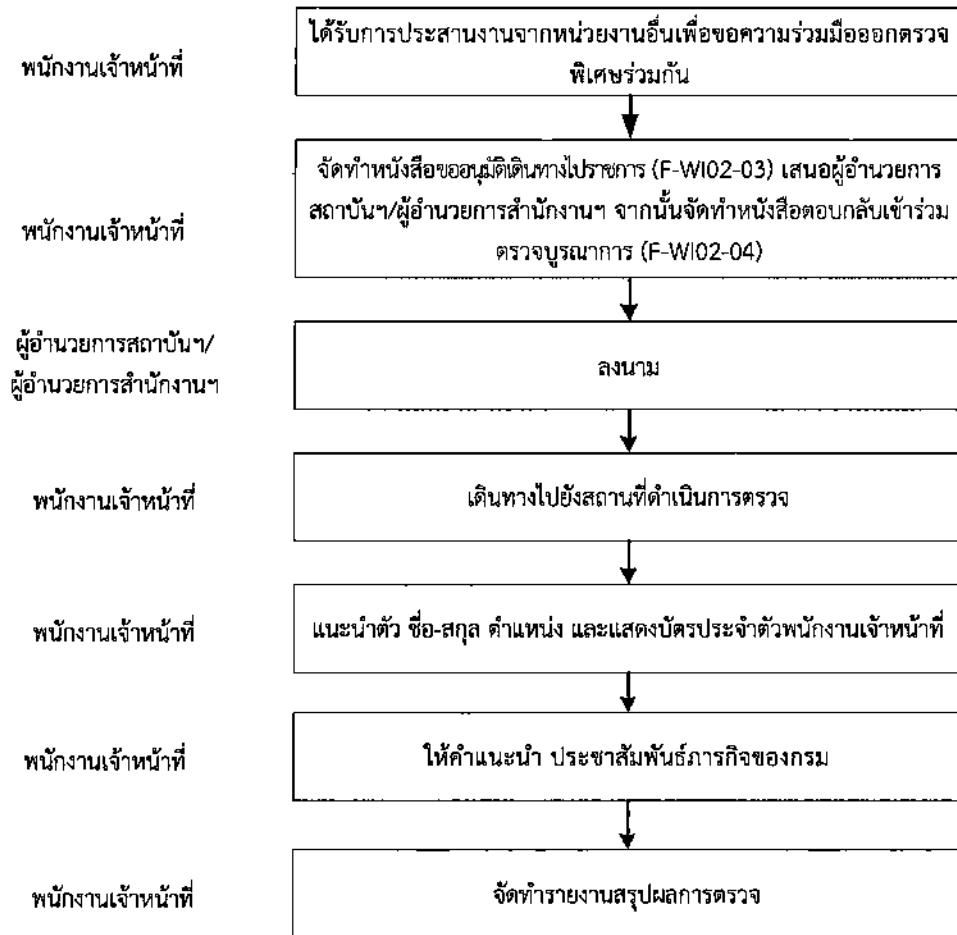 ได้รับการประสานงานจากหน่วยงานอื่นเพื่อขอความร่วมมือออกตรวจ
พนักงานเจ้าหน้าที่
พิเศษร่วมกัน
จัดทำหนังสือขออนุมัติเดินทางไปราชการ (F-WI02-03) เสนอผู้อำนวยการ
สถาบันฯ/ผู้อำนวยการสำนักงานฯ จากนั้นจัดทำหนังสือตอบกลับเข้าร่วม
พนักงานเจ้าหน้าที่
ตรวจบูรณาการ (F-WI02-04)
ผู้อำนวยการสถาบันฯ/
ผู้อำนวยการสำนักงานฯ
ลงนาม
พนักงานเจ้าหน้าที่
เดินทางไปยังสถานที่ดำเนินการตรวจ
พนักงานเจ้าหน้าที่
แนะนำตัว ชื่อ-สกุล ตำแหน่ง และแสดงบัตรประจำตัวพนักงานเจ้าหน้าที่
พนักงานเจ้าหน้าที่
ให้คำแนะนำ ประชาสัมพันธ์ภารกิจของกรม
พนักงานเจ้าหน้าที่
จัดทำรายงานสรุปผลการตรวจ